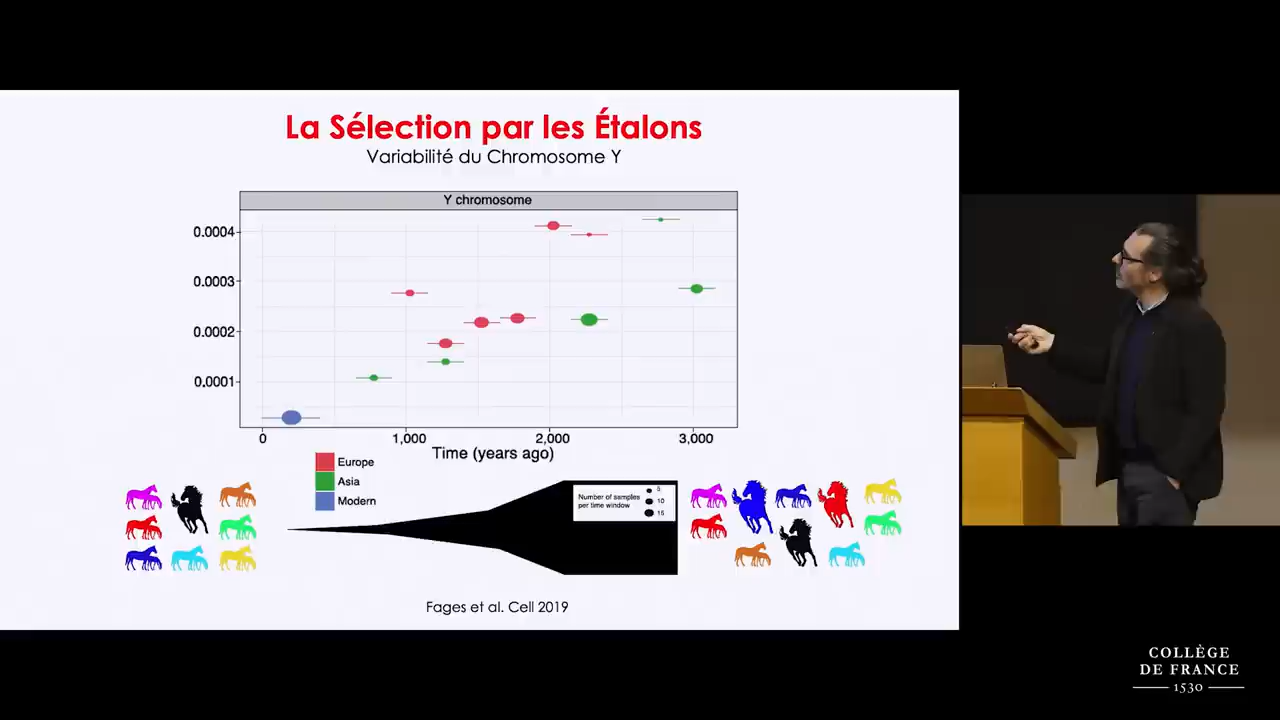 La Sélection par les Étalons
Variabilité du Chromosome Y
Y chromosome
0.0004
0.0003
0.0002
0.0001
0
1,000
2,000
3,000
Time (years ago)
Europe
Asia
Modern
Number of samples
per time window
5
10
15
Fages et al. Cell 2019
COLLÈGE
DE FRANCE
1530